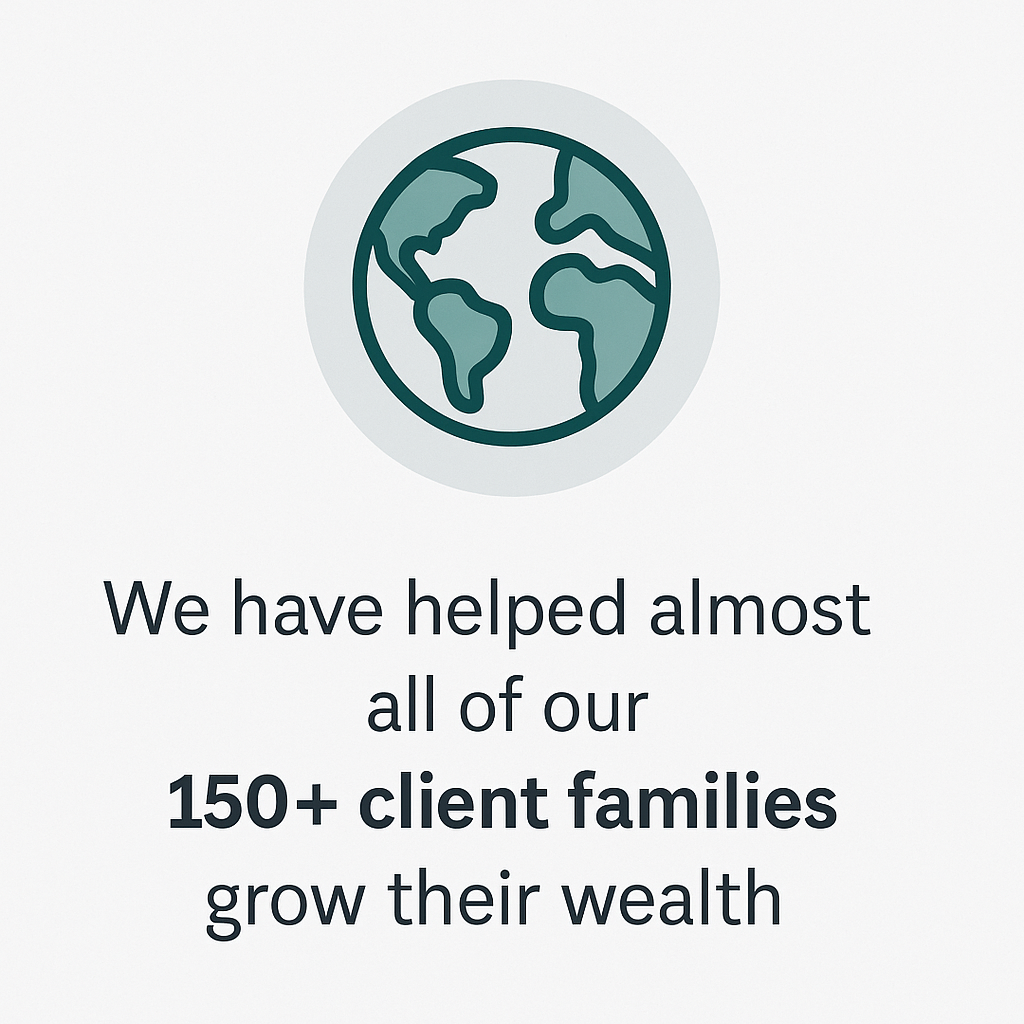 We have helped almost
all of our
150+ client families
grow their wealth